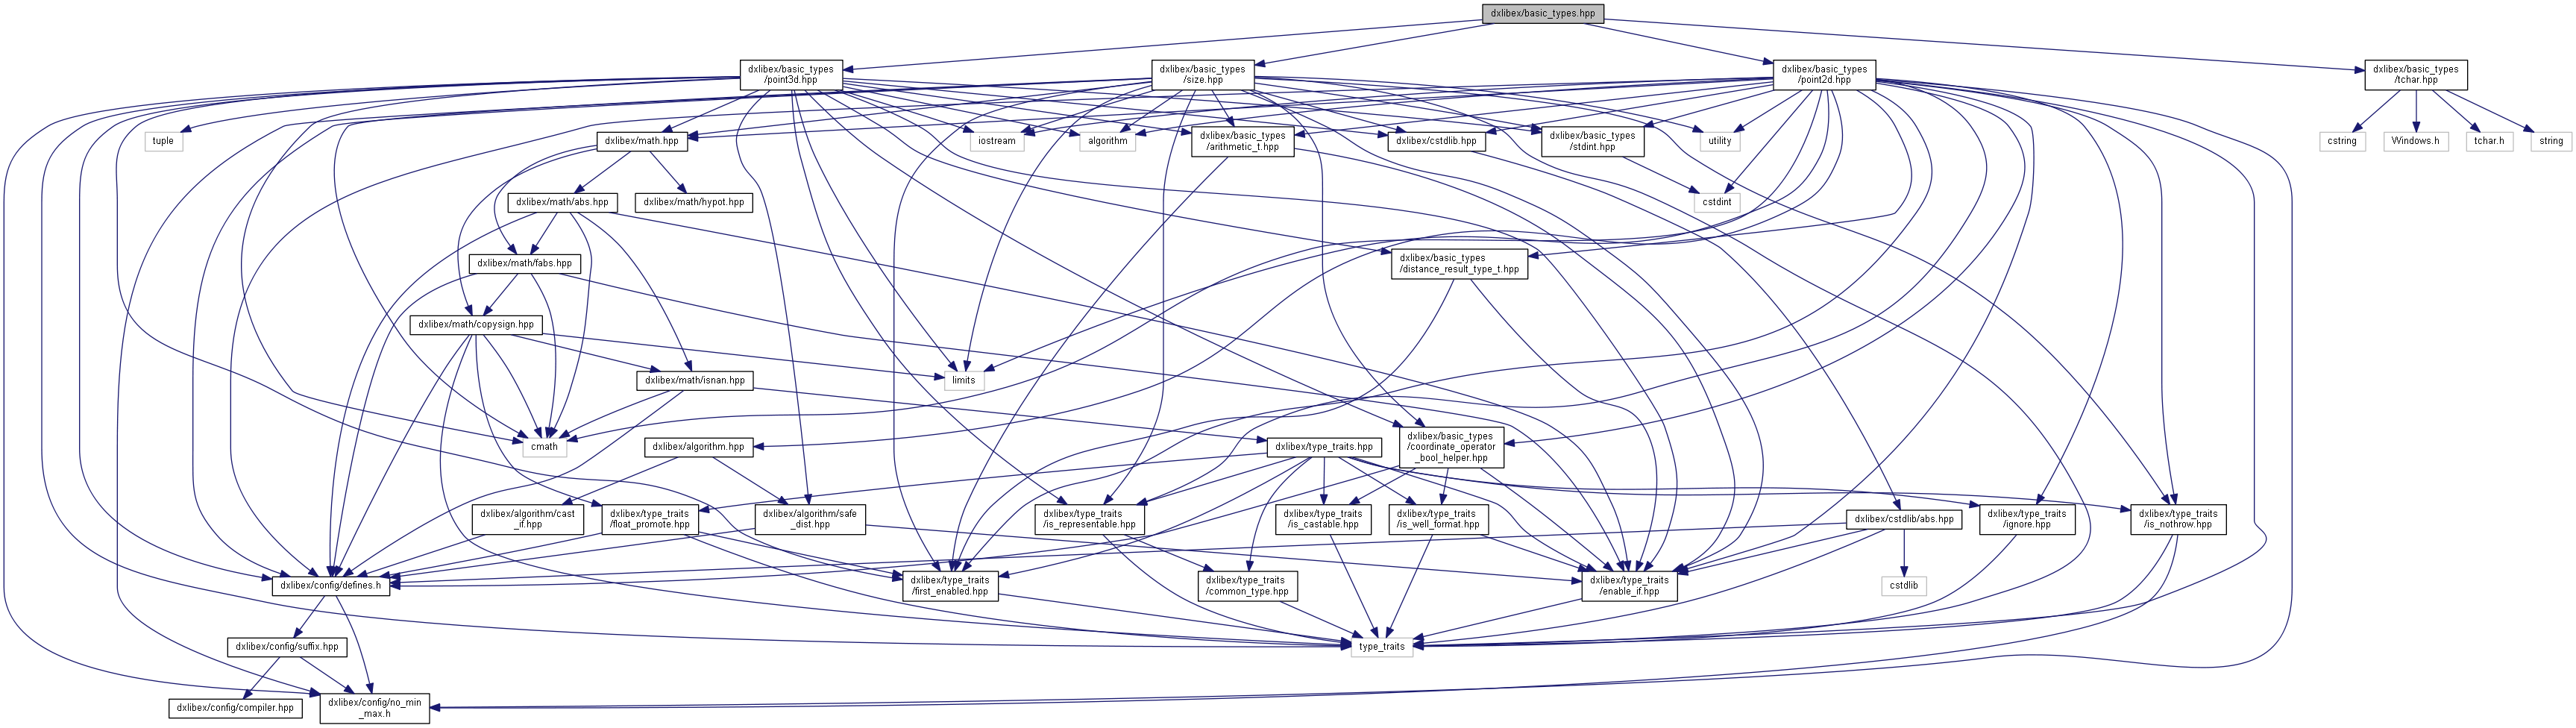 dxlibex/basic_types.hpp
dxlibex/basic_types
/point3d.hpp
dxlibex/basic_types
/size.hpp
dxlibex/basic_types
/point2d.hpp
dxlibex/basic_types
/tchar.hpp
tuple
dxlibex/math.hpp
iostream
algorithm
dxlibex/basic_types
/arithmetic_t.hpp
dxlibex/cstdlib.hpp
dxlibex/basic_types
/stdint.hpp
utility
cstring
Windows.h
tchar.h
string
dxlibex/math/abs.hpp
dxlibex/math/hypot.hpp
cstdint
dxlibex/math/fabs.hpp
dxlibex/basic_types
/distance_result_type_t.hpp
dxlibex/math/copysign.hpp
dxlibex/math/isnan.hpp
limits
cmath
dxlibex/algorithm.hpp
dxlibex/type_traits.hpp
dxlibex/basic_types
/coordinate_operator
_bool_helper.hpp
dxlibex/algorithm/cast
_if.hpp
dxlibex/type_traits
/float_promote.hpp
dxlibex/algorithm/safe
_dist.hpp
dxlibex/type_traits
/is_representable.hpp
dxlibex/type_traits
/is_castable.hpp
dxlibex/type_traits
/is_well_format.hpp
dxlibex/cstdlib/abs.hpp
dxlibex/type_traits
/ignore.hpp
dxlibex/type_traits
/is_nothrow.hpp
dxlibex/config/defines.h
dxlibex/type_traits
/first_enabled.hpp
dxlibex/type_traits
/common_type.hpp
dxlibex/type_traits
/enable_if.hpp
cstdlib
dxlibex/config/suffix.hpp
type_traits
dxlibex/config/compiler.hpp
dxlibex/config/no_min
_max.h